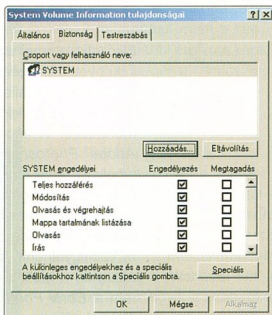 System Volume Information tulajdonságai
Általános Biztonság Testreszabás
Csoport vagy felhasználó neve:
SYSTEM
Hozzáadás... Eltávolítás
SYSTEM engedélyei Engedélyezés Megtagadás
Teljes hozzáférés
Módosítás
Olvasás és végrehajtás
Mappa tartalmának listázása
Olvasás
Írás
A különleges engedélyekhez és a speciális
beállításokhoz kattintson a Speciális gombra.
Speciális
OK Mégse Alkalmaz